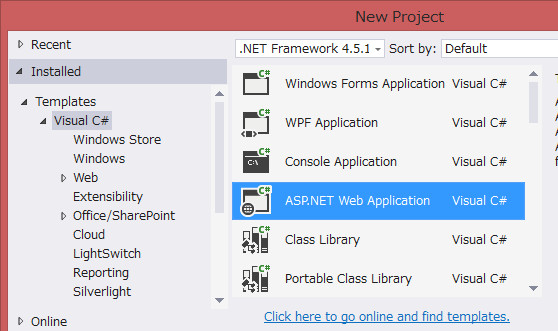 New Project
Recent
Installed
Templates
Visual C#
Windows Store
Windows
Web
Extensibility
Office/SharePoint
Cloud
LightSwitch
Reporting
Silverlight
Online
.NET Framework 4.5.1
Sort by: Default
C# Windows Forms Application Visual C#
C# WPF Application Visual C#
C# C:\ Console Application Visual C#
C# ASP.NET Web Application Visual C#
C# Class Library Visual C#
C# Portable Class Library Visual C#
Click here to go online and find templates.